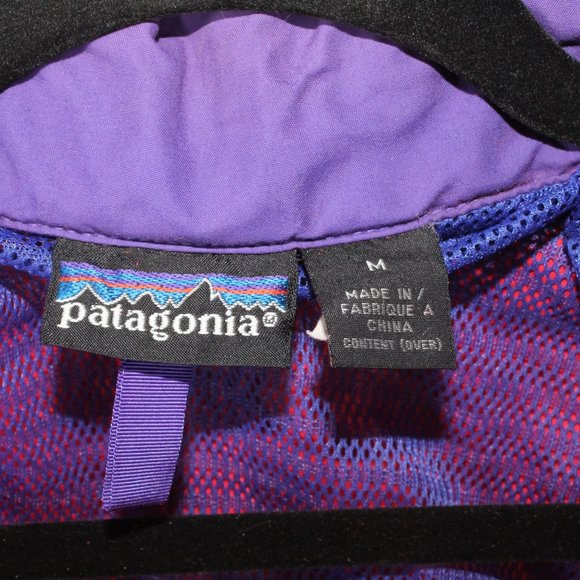 patagonia®
M
MADE IN /
FABRIQUE A
CHINA
CONTENT (OVER)